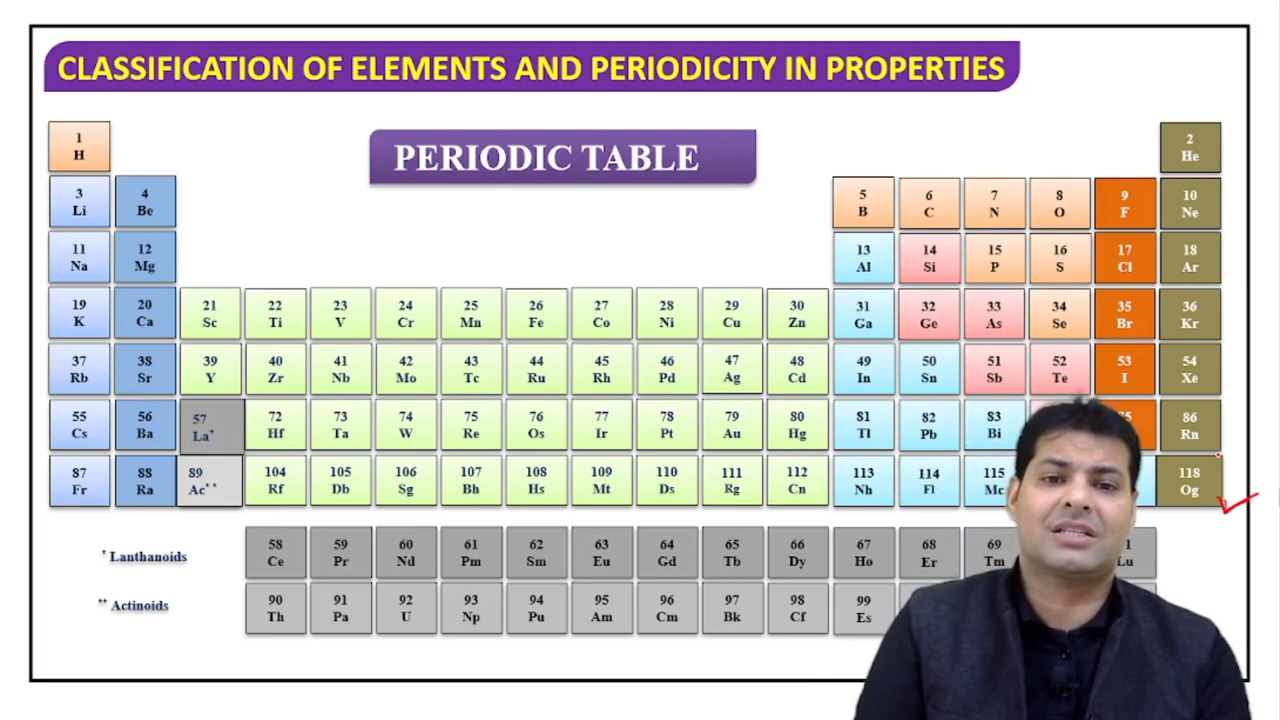 CLASSIFICATION OF ELEMENTS AND PERIODICITY IN PROPERTIES
PERIODIC TABLE
1 2
H He
3 4 5 6 7 8 9 10
Li Be B C N O F Ne
11 12 13 14 15 16 17 18
Na Mg Al Si P S Cl Ar
19 20 21 22 23 24 25 26 27 28 29 30 31 32 33 34 35 36
K Ca Sc Ti V Cr Mn Fe Co Ni Cu Zn Ga Ge As Se Br Kr
37 38 39 40 41 42 43 44 45 46 47 48 49 50 51 52 53 54
Rb Sr Y Zr Nb Mo Tc Ru Rh Pd Ag Cd In Sn Sb Te I Xe
55 56 57 72 73 74 75 76 77 78 79 80 81 82 83 86
Cs Ba La* Hf Ta W Re Os Ir Pt Au Hg Tl Pb Bi Rn
87 88 89 104 105 106 107 108 109 110 111 112 113 114 115 118
Fr Ra Ac** Rf Db Sg Bh Hs Mt Ds Rg Cn Nh Fl Mc Og
58 59 60 61 62 63 64 65 66 67 68 69
* Lanthanoids Ce Pr Nd Pm Sm Eu Gd Tb Dy Ho Er Tm Lu
90 91 92 93 94 95 96 97 98 99
** Actinoids Th Pa U Np Pu Am Cm Bk Cf Es